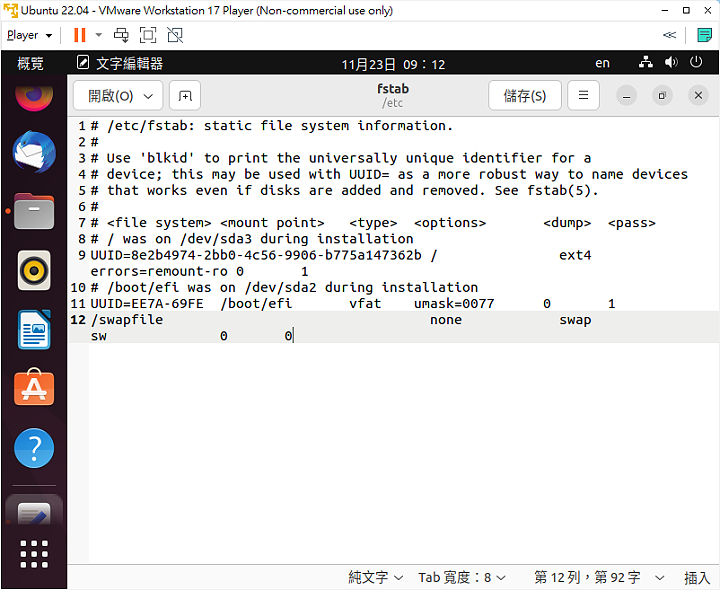 Ubuntu 22.04 - VMware Workstation 17 Player (Non-commercial use only)
Player
概覽 文字編輯器 11月23日 09：12 en
開啟(O) fstab 儲存(S)
/etc
1 # /etc/fstab: static file system information.
2 #
3 # Use 'blkid' to print the universally unique identifier for a
4 # device; this may be used with UUID= as a more robust way to name devices
5 # that works even if disks are added and removed. See fstab(5).
6 #
7 # <file system> <mount point>   <type>  <options>       <dump>  <pass>
8 # / was on /dev/sda3 during installation
9 UUID=8e2b4974-2bb0-4c56-9906-b775a147362b /               ext4
errors=remount-ro 0       1
10 # /boot/efi was on /dev/sda2 during installation
11 UUID=EE7A-69FE  /boot/efi       vfat    umask=0077      0       1
12 /swapfile                                 none            swap
sw              0       0
純文字 Tab 寬度：8 第 12 列，第 92 字 插入